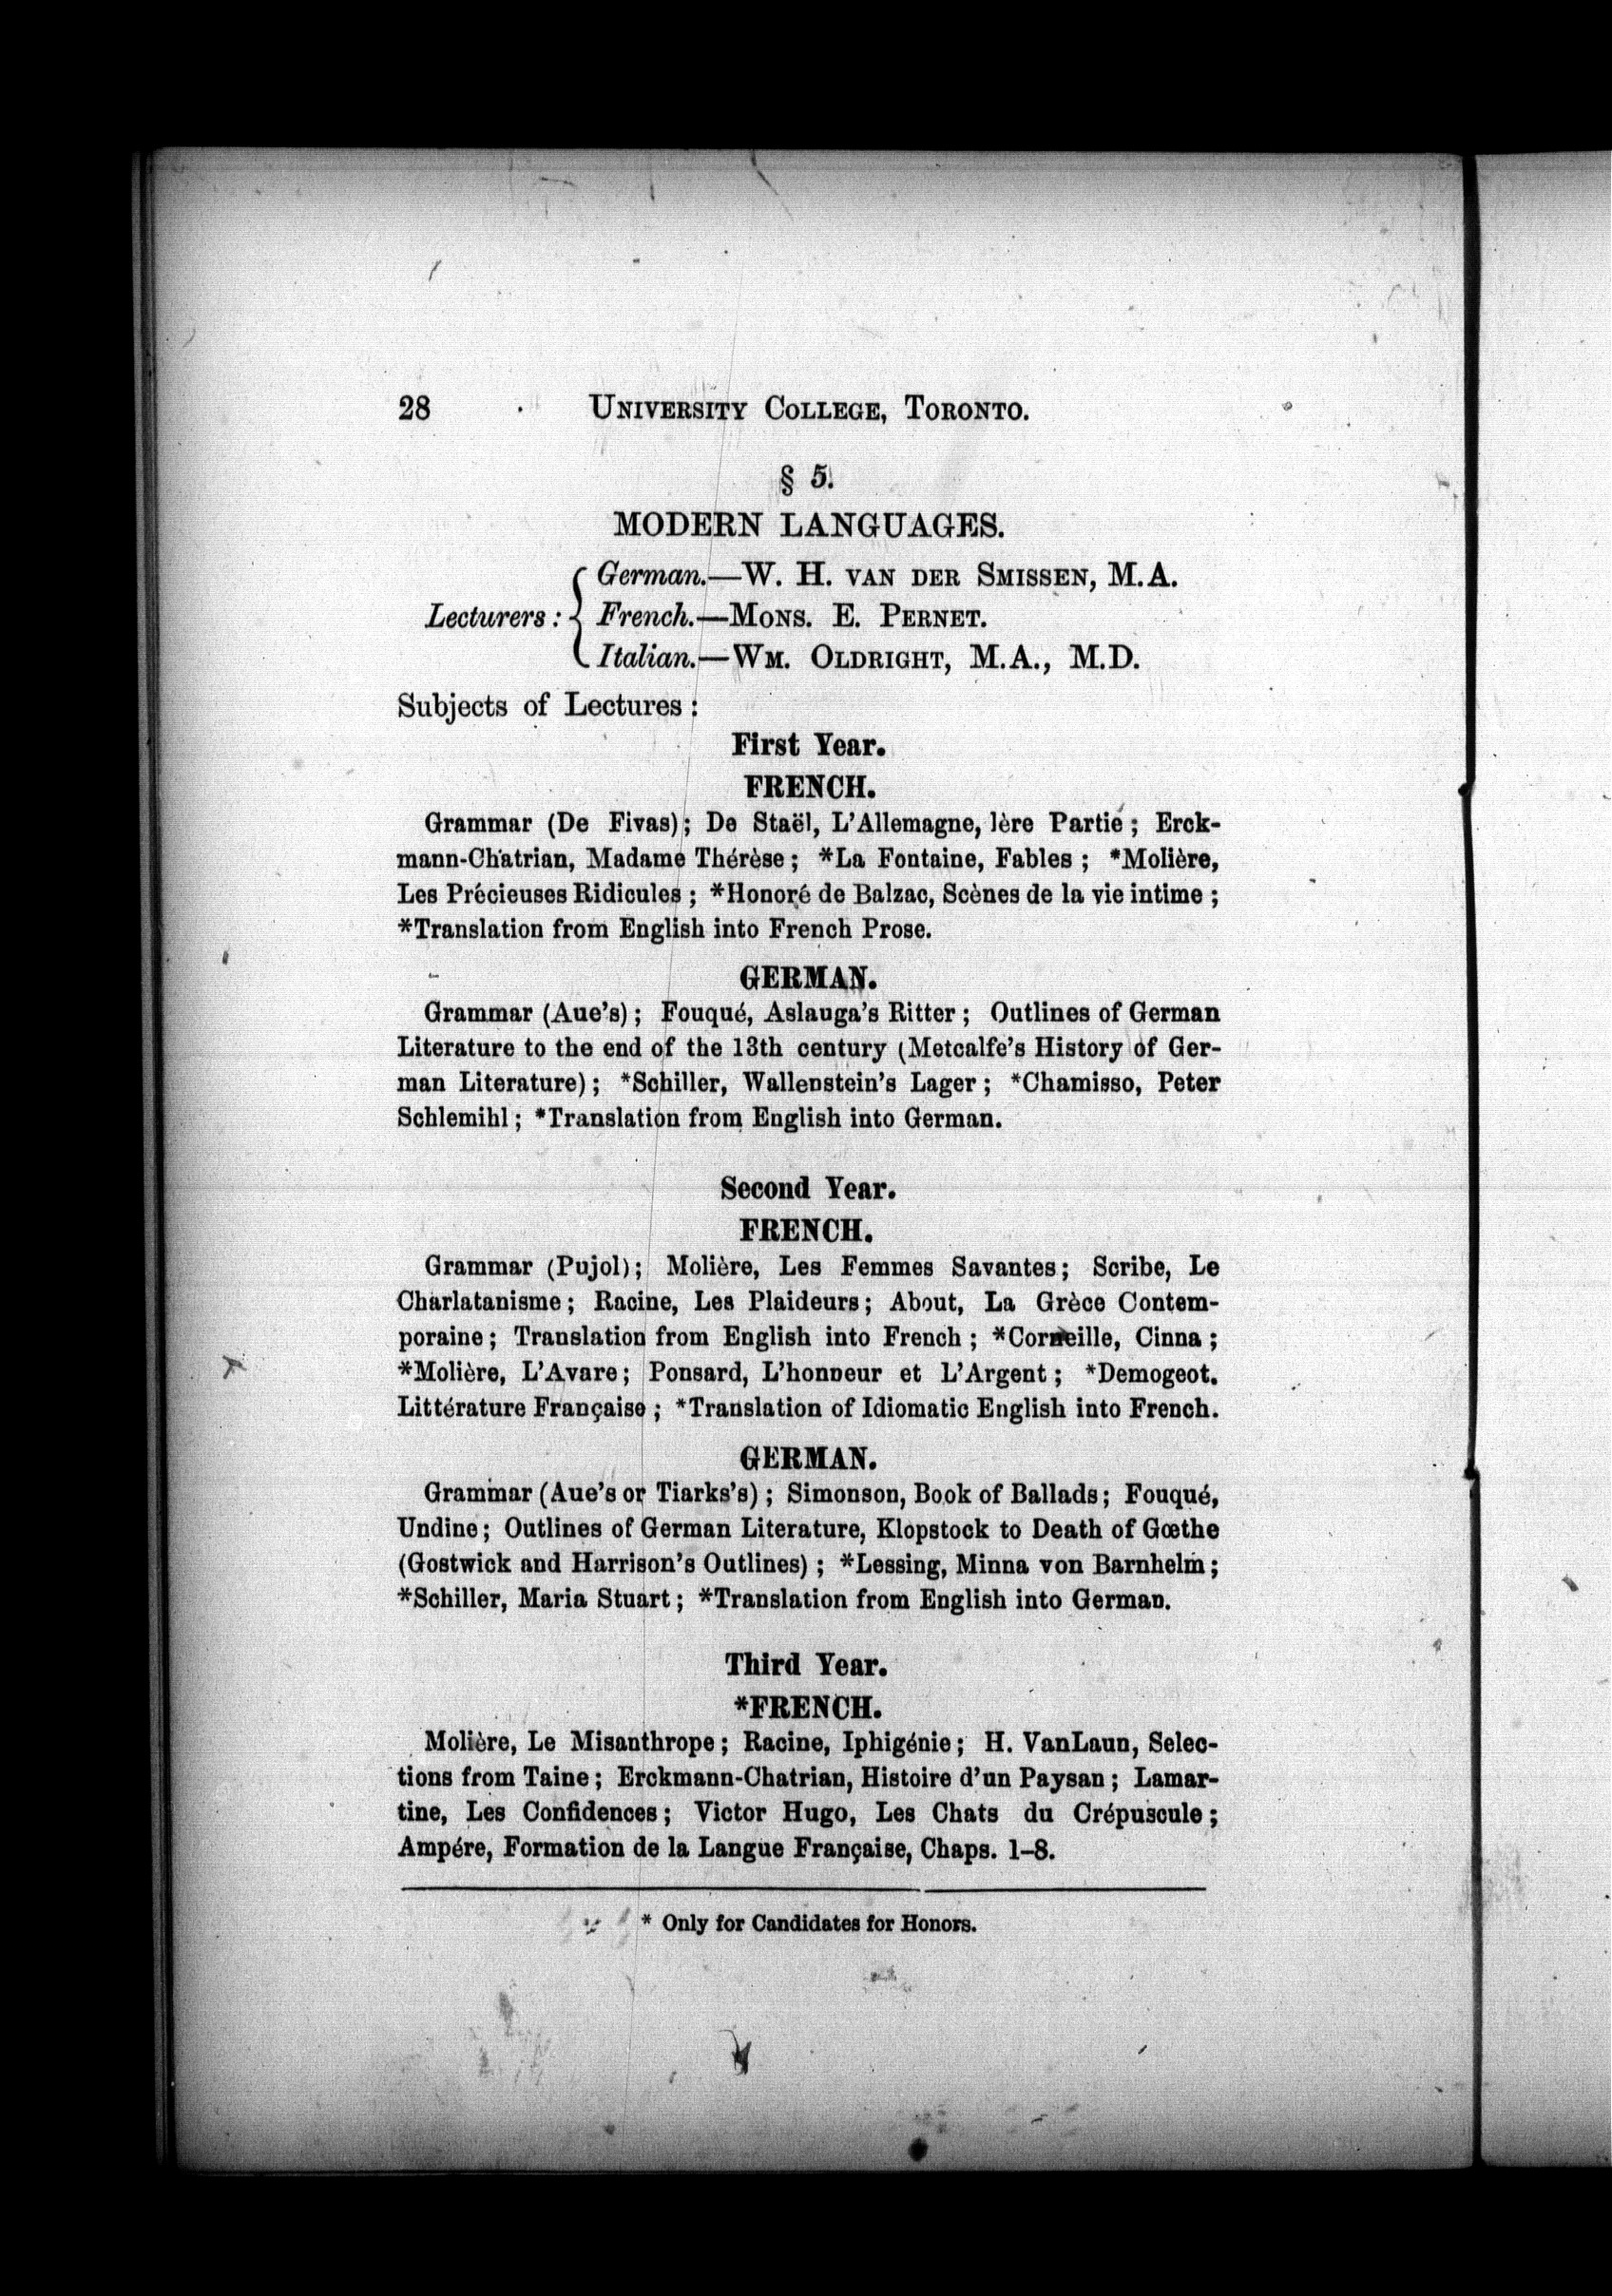 28 UNIVERSITY COLLEGE, TORONTO.
§ 5.
MODERN LANGUAGES.
German.—W. H. VAN DER SMISSEN, M.A.
Lecturers: French.—MONS. E. PERNET.
Italian.—WM. OLDRIGHT, M.A., M.D.
Subjects of Lectures:
First Year.
FRENCH.
Grammar (De Fivas); De Staël, L'Allemagne, 1ère Partie; Erck-
mann-Chatrian, Madame Thérèse; *La Fontaine, Fables; *Molière,
Les Précieuses Ridicules; *Honoré de Balzac, Scènes de la vie intime;
*Translation from English into French Prose.
GERMAN.
Grammar (Aue's); Fouqué, Aslauga's Ritter; Outlines of German
Literature to the end of the 13th century (Metcalfe's History of Ger-
man Literature); *Schiller, Wallenstein's Lager; *Chamisso, Peter
Schlemihl; *Translation from English into German.
Second Year.
FRENCH.
Grammar (Pujol); Molière, Les Femmes Savantes; Scribe, Le
Charlatanisme; Racine, Les Plaideurs; About, La Grèce Contem-
poraine; Translation from English into French; *Corneille, Cinna;
*Molière, L'Avare; Ponsard, L'honneur et L'Argent; *Demogeot.
Littérature Française; *Translation of Idiomatic English into French.
GERMAN.
Grammar (Aue's or Tiarks's); Simonson, Book of Ballads; Fouqué,
Undine; Outlines of German Literature, Klopstock to Death of Gœthe
(Gostwick and Harrison's Outlines); *Lessing, Minna von Barnhelm;
*Schiller, Maria Stuart; *Translation from English into German.
Third Year.
*FRENCH.
Molière, Le Misanthrope; Racine, Iphigénie; H. VanLaun, Selec-
tions from Taine; Erckmann-Chatrian, Histoire d'un Paysan; Lamar-
tine, Les Confidences; Victor Hugo, Les Chats du Crépuscule;
Ampére, Formation de la Langue Française, Chaps. 1-8.
* Only for Candidates for Honors.